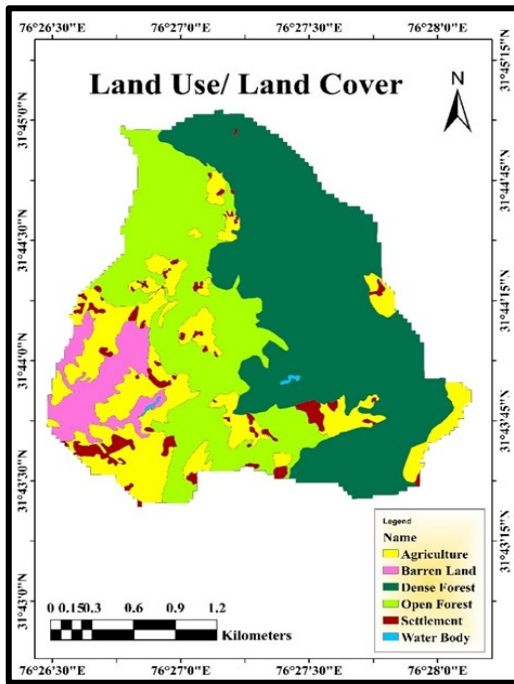 76°26'30"E 76°27'0"E 76°27'30"E 76°28'0"E
Land Use/ Land Cover
N
31°45'0"N
31°44'30"N
31°44'0"N
31°43'30"N
31°43'0"N
31°45'15"N
31°44'45"N
31°44'15"N
31°43'45"N
31°43'15"N
Legend
Name
Agriculture
Barren Land
Dense Forest
Open Forest
Settlement
Water Body
0 0.15 0.3 0.6 0.9 1.2
Kilometers
76°26'30"E 76°27'0"E 76°27'30"E 76°28'0"E